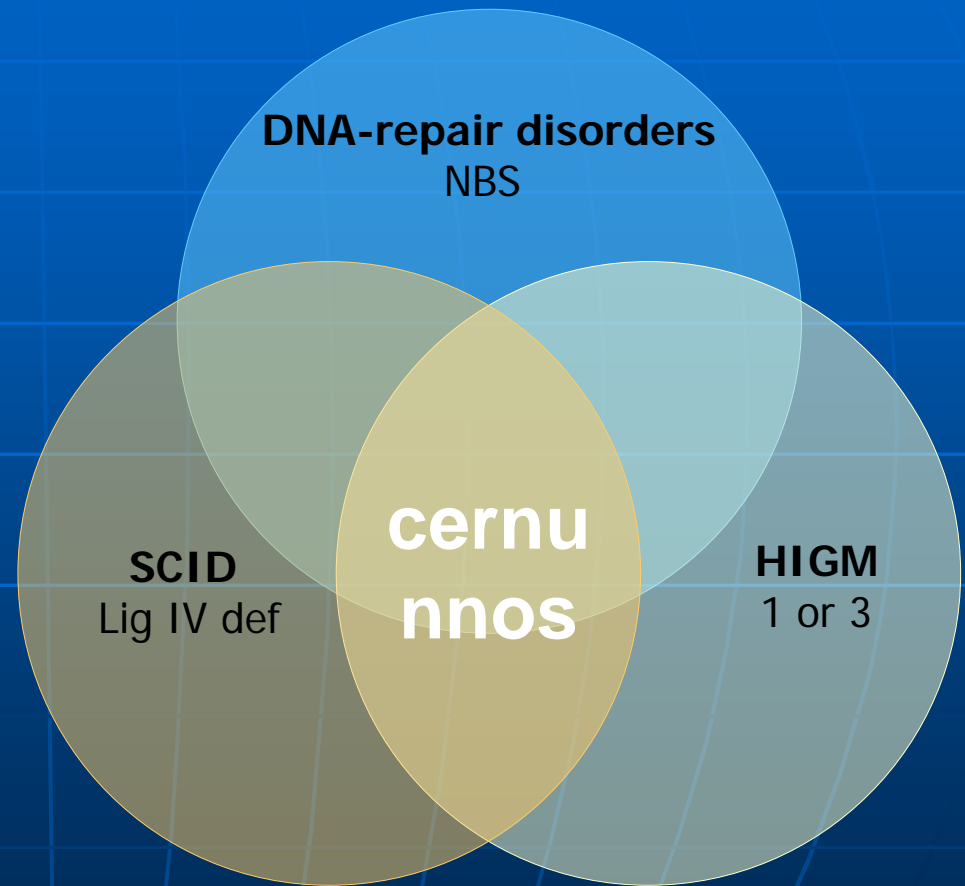 DNA-repair disorders
NBS
SCID
Lig IV def
cernu
nnos
HIGM
1 or 3